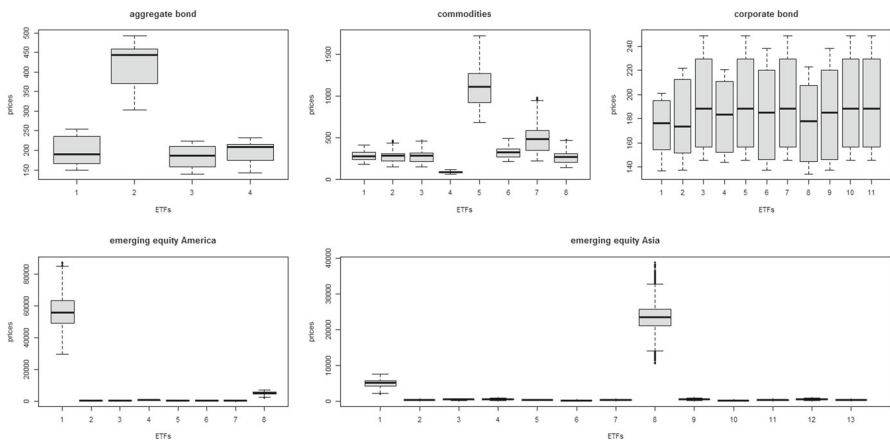 aggregate bond
prices
500
450
400
350
300
250
200
150
1 2 3 4
ETFs
commodities
prices
1500
1000
500
0
1 2 3 4 5 6 7 8
ETFs
corporate bond
prices
240
220
200
180
160
140
1 2 3 4 5 6 7 8 9 10 11
ETFs
emerging equity America
prices
80000
60000
40000
20000
0
1 2 3 4 5 6 7 8
ETFs
emerging equity Asia
prices
40000
30000
20000
10000
0
1 2 3 4 5 6 7 8 9 10 11 12 13
ETFs